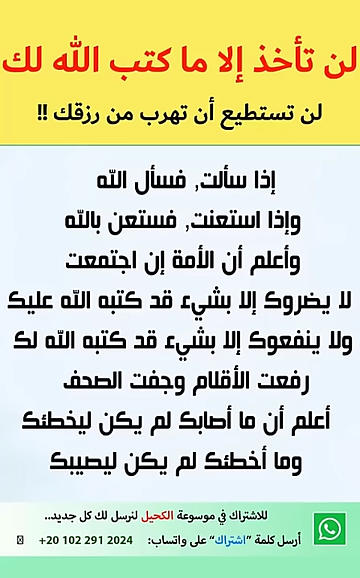 لن تأخذ إلا ما كتب الله لك
لن تستطيع أن تهرب من رزقك !!
إذا سألت, فسأل الله
وإذا استعنت, فستعن بالله
وأعلم أن الأمة إن اجتمعت
لا يضروك إلا بشيء قد كتبه الله عليك
ولا ينفعوك إلا بشيء قد كتبه الله لك
رفعت الأقلام وجفت الصحف
أعلم أن ما أصابك لم يكن ليخطئك
وما أخطئك لم يكن ليصيبك
للاشتراك في موسوعة الكحيل لنرسل لك كل جديد..
أرسل كلمة “اشتراك” على واتساب: +20 102 291 2024